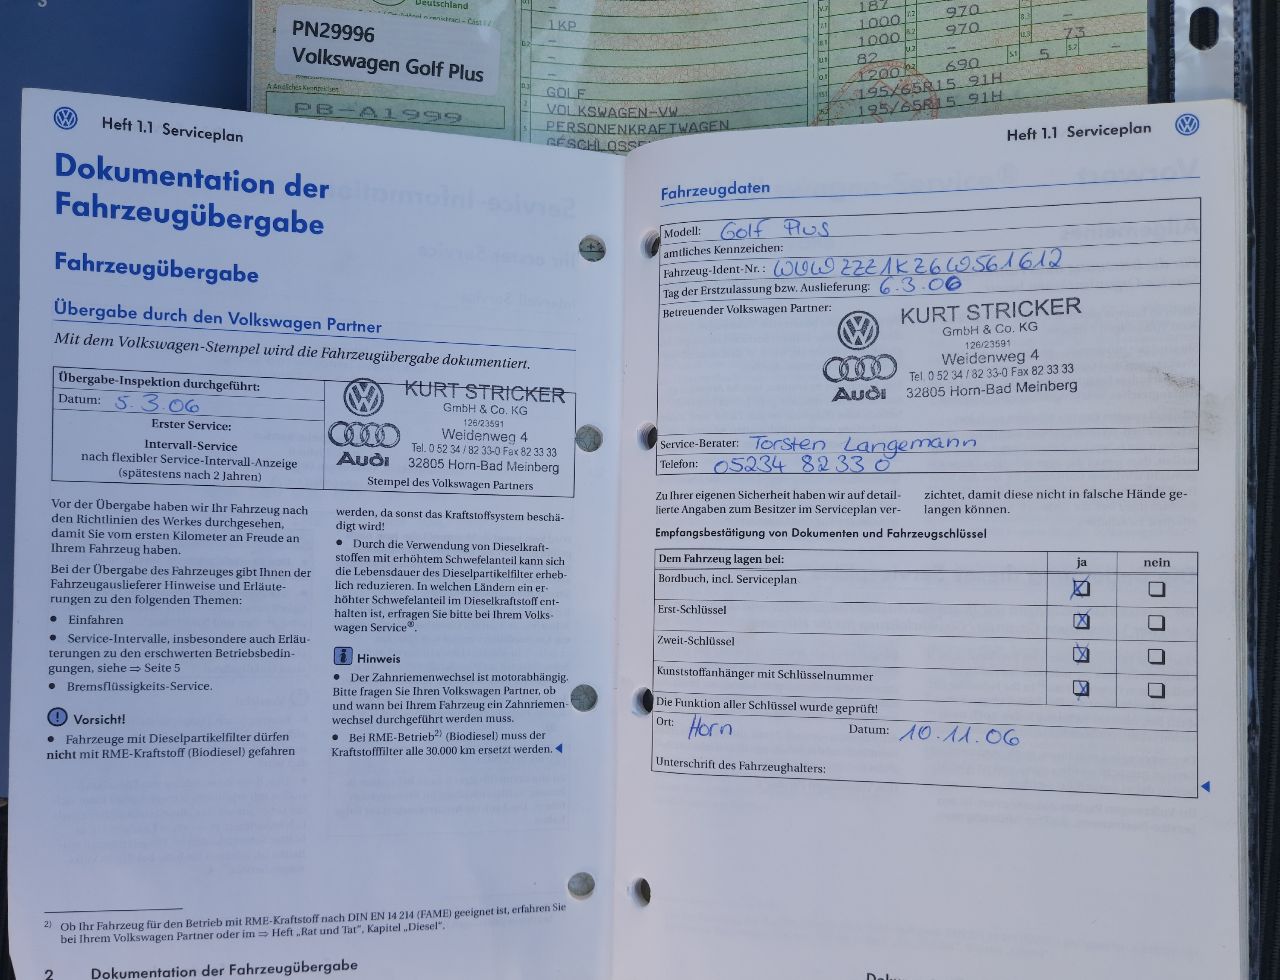 Deutschland
PN29996
Volkswagen Golf Plus
PB-A1999
1KP
-
-
-
GOLF
VOLKSWAGEN-VW
PERSONENKRAFTWAGEN
GESCHLOSSE
187
1000 970
1000 970
82 - 73
1200 690 5 -
195/65R15 91H
195/65R15 91H
Heft 1.1 Serviceplan
Dokumentation der
Fahrzeugübergabe
Fahrzeugübergabe
Übergabe durch den Volkswagen Partner
Mit dem Volkswagen-Stempel wird die Fahrzeugübergabe dokumentiert.
Übergabe-Inspektion durchgeführt:
Datum: 5.3.06
Erster Service:
Intervall-Service
nach flexibler Service-Intervall-Anzeige
(spätestens nach 2 Jahren)
KURT STRICKER
GmbH & Co. KG
126/23591
Weidenweg 4
Tel. 0 52 34 / 82 33-0 Fax 82 33 33
32805 Horn-Bad Meinberg
Audi
Stempel des Volkswagen Partners
Vor der Übergabe haben wir Ihr Fahrzeug nach
den Richtlinien des Werkes durchgesehen,
damit Sie vom ersten Kilometer an Freude an
Ihrem Fahrzeug haben.
Bei der Übergabe des Fahrzeuges gibt Ihnen der
Fahrzeugauslieferer Hinweise und Erläute-
rungen zu den folgenden Themen:
● Einfahren
● Service-Intervalle, insbesondere auch Erläu-
terungen zu den erschwerten Betriebsbedin-
gungen, siehe ⇒ Seite 5
● Bremsflüssigkeits-Service.
Vorsicht!
● Fahrzeuge mit Dieselpartikelfilter dürfen
nicht mit RME-Kraftstoff (Biodiesel) gefahren
werden, da sonst das Kraftstoffsystem beschä-
digt wird!
● Durch die Verwendung von Dieselkraft-
stoffen mit erhöhtem Schwefelanteil kann sich
die Lebensdauer des Dieselpartikelfilter erheb-
lich reduzieren. In welchen Ländern ein er-
höhter Schwefelanteil im Dieselkraftstoff ent-
halten ist, erfragen Sie bitte bei Ihrem Volks-
wagen Service®.
Hinweis
● Der Zahnriemenwechsel ist motorabhängig.
Bitte fragen Sie Ihren Volkswagen Partner, ob
und wann bei Ihrem Fahrzeug ein Zahnriemen-
wechsel durchgeführt werden muss.
● Bei RME-Betrieb2) (Biodiesel) muss der
Kraftstofffilter alle 30.000 km ersetzt werden.
2) Ob Ihr Fahrzeug für den Betrieb mit RME-Kraftstoff nach DIN EN 14 214 (FAME) geeignet ist, erfahren Sie
bei Ihrem Volkswagen Partner oder im ⇒ Heft „Rat und Tat", Kapitel „Diesel".
2 Dokumentation der Fahrzeugübergabe
Heft 1.1 Serviceplan
Fahrzeugdaten
Modell: Golf Plus
amtliches Kennzeichen:
Fahrzeug-Ident-Nr.: WVWZZZ1KZ6W561612
Tag der Erstzulassung bzw. Auslieferung: 6.3.06
Betreuender Volkswagen Partner:
KURT STRICKER
GmbH & Co. KG
126/23591
Weidenweg 4
Tel. 0 52 34 / 82 33-0 Fax 82 33 33
32805 Horn-Bad Meinberg
Audi
Service-Berater: Torsten Langemann
Telefon: 05234 8233 0
Zu Ihrer eigenen Sicherheit haben wir auf detail-
lierte Angaben zum Besitzer im Serviceplan ver-
zichtet, damit diese nicht in falsche Hände ge-
langen können.
Empfangsbestätigung von Dokumenten und Fahrzeugschlüssel
Dem Fahrzeug lagen bei: ja nein
Bordbuch, incl. Serviceplan
Erst-Schlüssel
Zweit-Schlüssel
Kunststoffanhänger mit Schlüsselnummer
Die Funktion aller Schlüssel wurde geprüft!
Ort: Horn Datum: 10.11.06
Unterschrift des Fahrzeughalters: